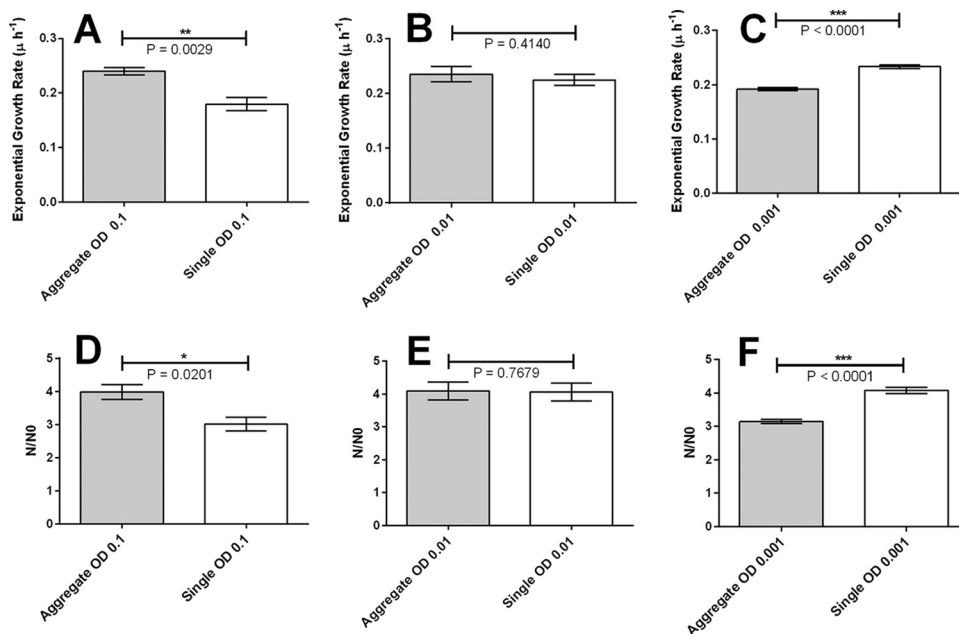 A
**
P = 0.0029
Exponential Growth Rate (μ h⁻¹)
0.3
0.2
0.1
0.0
Aggregate OD 0.1
Single OD 0.1
B
P = 0.4140
Exponential Growth Rate (μ h⁻¹)
0.3
0.2
0.1
0.0
Aggregate OD 0.01
Single OD 0.01
C
***
P < 0.0001
Exponential Growth Rate (μ h⁻¹)
0.3
0.2
0.1
0.0
Aggregate OD 0.001
Single OD 0.001
D
*
P = 0.0201
N/N0
5
4
3
2
1
0
Aggregate OD 0.1
Single OD 0.1
E
P = 0.7679
N/N0
5
4
3
2
1
0
Aggregate OD 0.01
Single OD 0.01
F
***
P < 0.0001
N/N0
5
4
3
2
1
0
Aggregate OD 0.001
Single OD 0.001